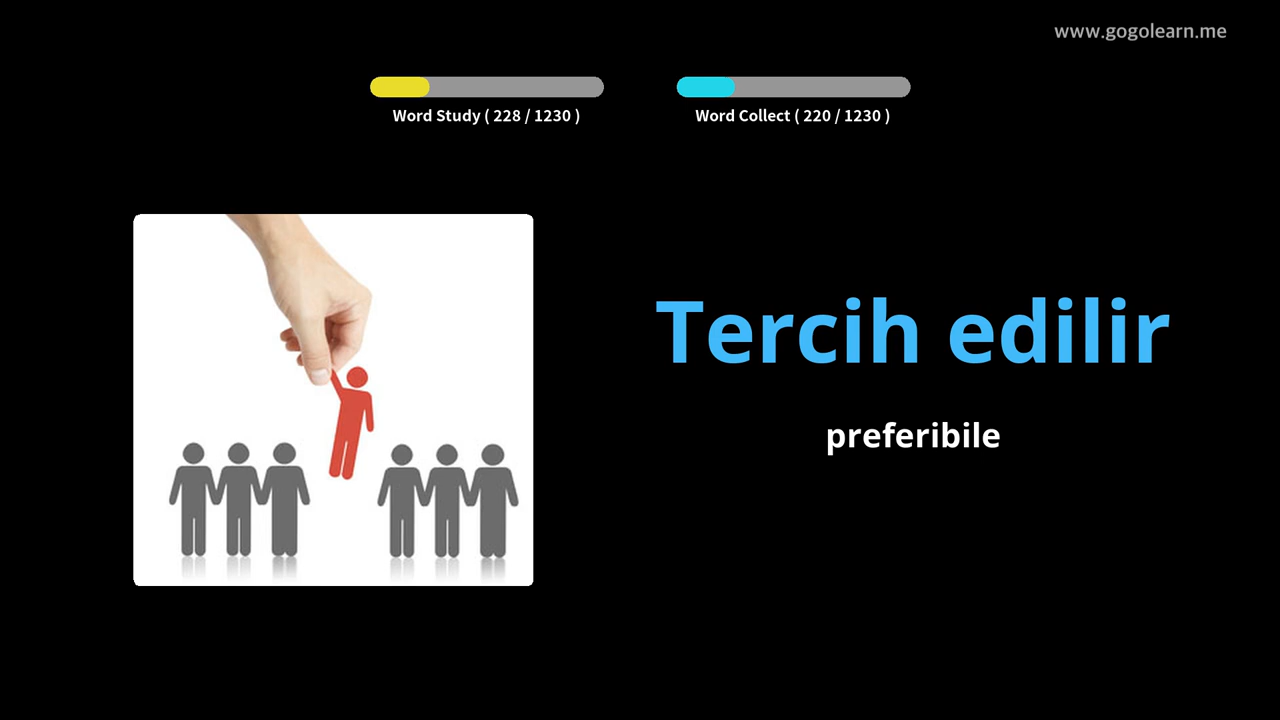 www.gogolearn.me
Word Study ( 228 / 1230 )
Word Collect ( 220 / 1230 )
Tercih edilir
preferibile